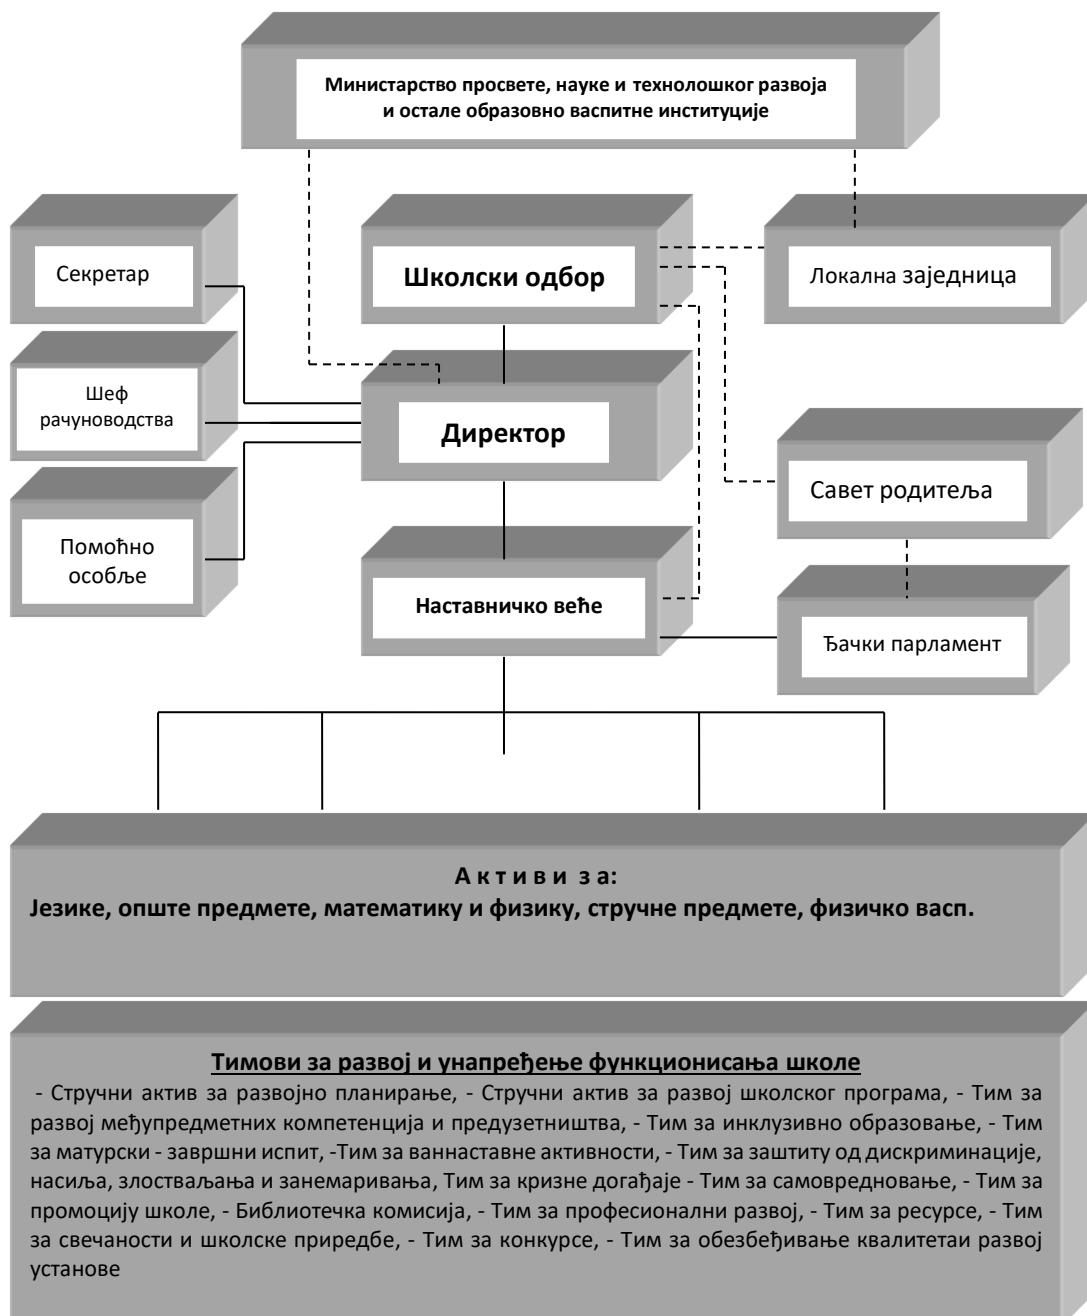 Министарство просвете, науке и технолошког развоја
и остале образовно васпитне институције
Секретар
Школски одбор
Локална заједница
Шеф
рачуноводства
Директор
Савет родитеља
Помоћно
особље
Наставничко веће
Ђачки парламент
А к т и в и з а:
Језике, опште предмете, математику и физику, стручне предмете, физичко васп.
Тимови за развој и унапређење функционисања школе
- Стручни актив за развојно планирање, - Стручни актив за развој школског програма, - Тим за
развој међупредметних компетенција и предузетништва, - Тим за инклузивно образовање, - Тим
за матурски - завршни испит, -Тим за ваннаставне активности, - Тим за заштиту од дискриминације,
насиља, злостваљања и занемаривања, Тим за кризне догађаје - Тим за самовредновање, - Тим за
промоцију школе, - Библиотечка комисија, - Тим за професионални развој, - Тим за ресурсе, - Тим
за свечаности и школске приредбе, - Тим за конкурсе, - Тим за обезбеђивање квалитетаи развој
установе